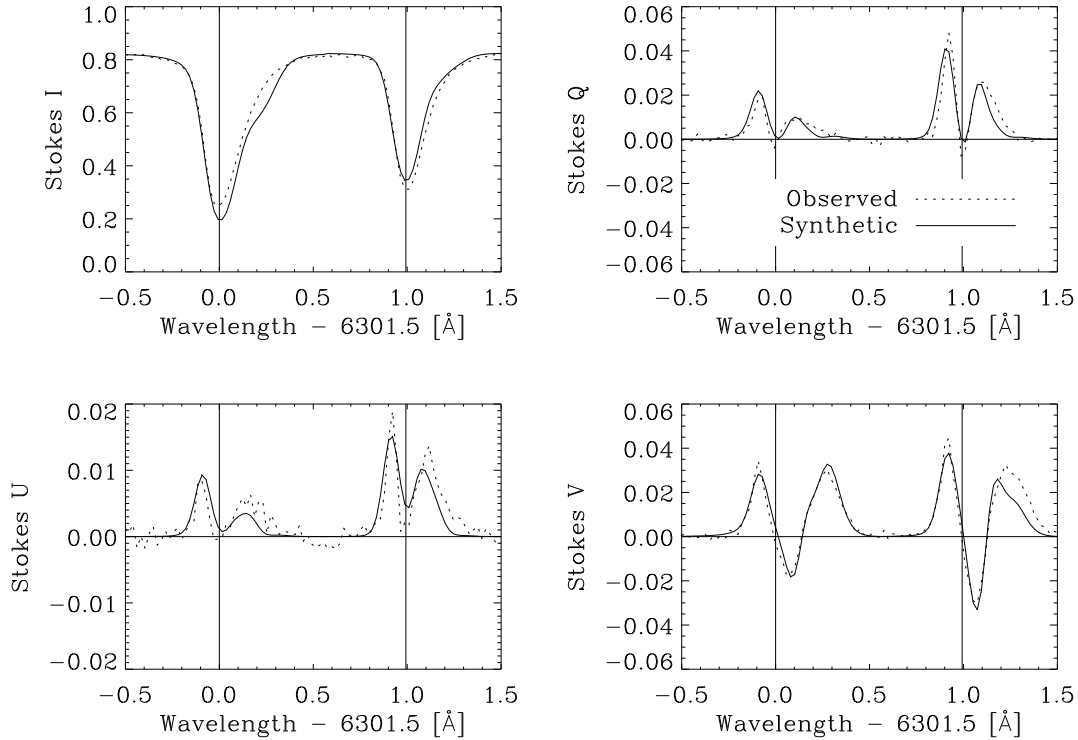 Stokes I
1.0
0.8
0.6
0.4
0.2
0.0
−0.5 0.0 0.5 1.0 1.5
Wavelength − 6301.5 [Å]
Stokes Q
0.06
0.04
0.02
0.00
−0.02
−0.04
−0.06
Observed
Synthetic
−0.5 0.0 0.5 1.0 1.5
Wavelength − 6301.5 [Å]
Stokes U
0.02
0.01
0.00
−0.01
−0.02
−0.5 0.0 0.5 1.0 1.5
Wavelength − 6301.5 [Å]
Stokes V
0.06
0.04
0.02
0.00
−0.02
−0.04
−0.06
−0.5 0.0 0.5 1.0 1.5
Wavelength − 6301.5 [Å]